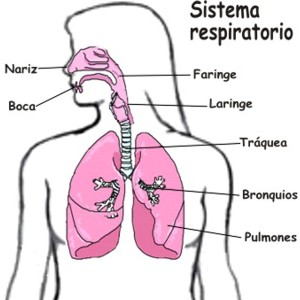 Sistema
respiratorio
Nariz
Faringe
Boca
Laringe
Tráquea
Bronquios
Pulmones